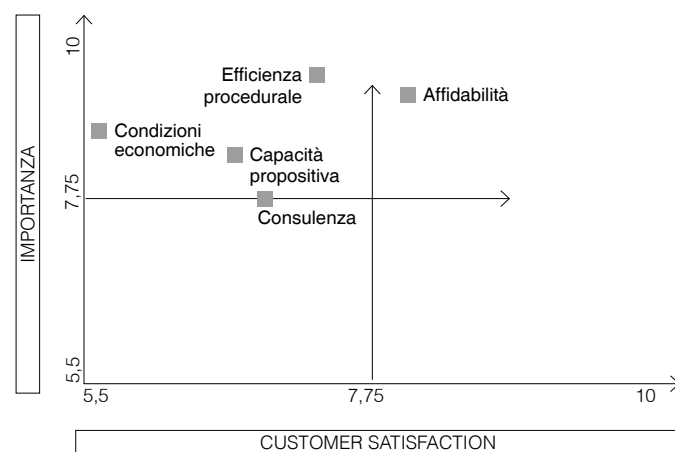 10
Efficienza
procedurale
Affidabilità
Condizioni
economiche
Capacità
propositiva
7,75
Consulenza
IMPORTANZA
5,5
5,5
7,75
10
CUSTOMER SATISFACTION